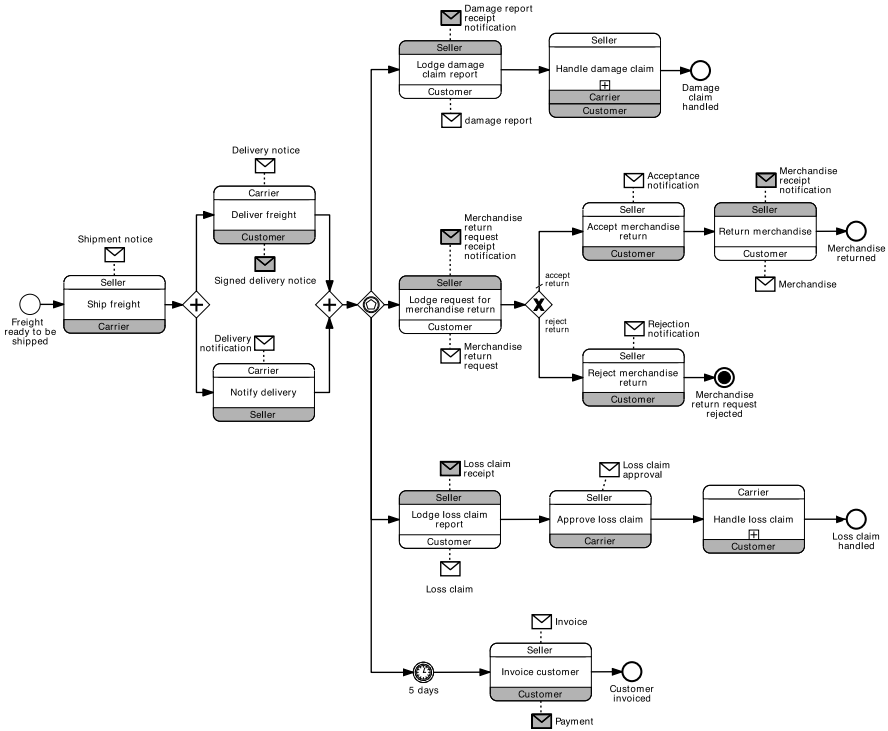 Damage report
receipt
notification
Seller
Lodge damage
claim report
Customer
damage report
Seller
Handle damage claim
Carrier
Customer
Damage
claim
handled
Delivery notice
Carrier
Deliver freight
Customer
Signed delivery notice
Shipment notice
Seller
Ship freight
Carrier
Freight
ready to be
shipped
Delivery
notification
Carrier
Notify delivery
Seller
Merchandise
return
request
receipt
notification
Seller
Lodge request for
merchandise return
Customer
Merchandise
return
request
accept
return
reject
return
Acceptance
notification
Seller
Accept merchandise
return
Customer
Merchandise
receipt
notification
Seller
Return merchandise
Customer
Merchandise
Merchandise
returned
Rejection
notification
Seller
Reject merchandise
return
Customer
Merchandise
return request
rejected
Loss claim
receipt
Seller
Lodge loss claim
report
Customer
Loss claim
Loss claim
approval
Seller
Approve loss claim
Carrier
Carrier
Handle loss claim
Customer
Loss claim
handled
5 days
Invoice
Seller
Invoice customer
Customer
Payment
Customer
invoiced